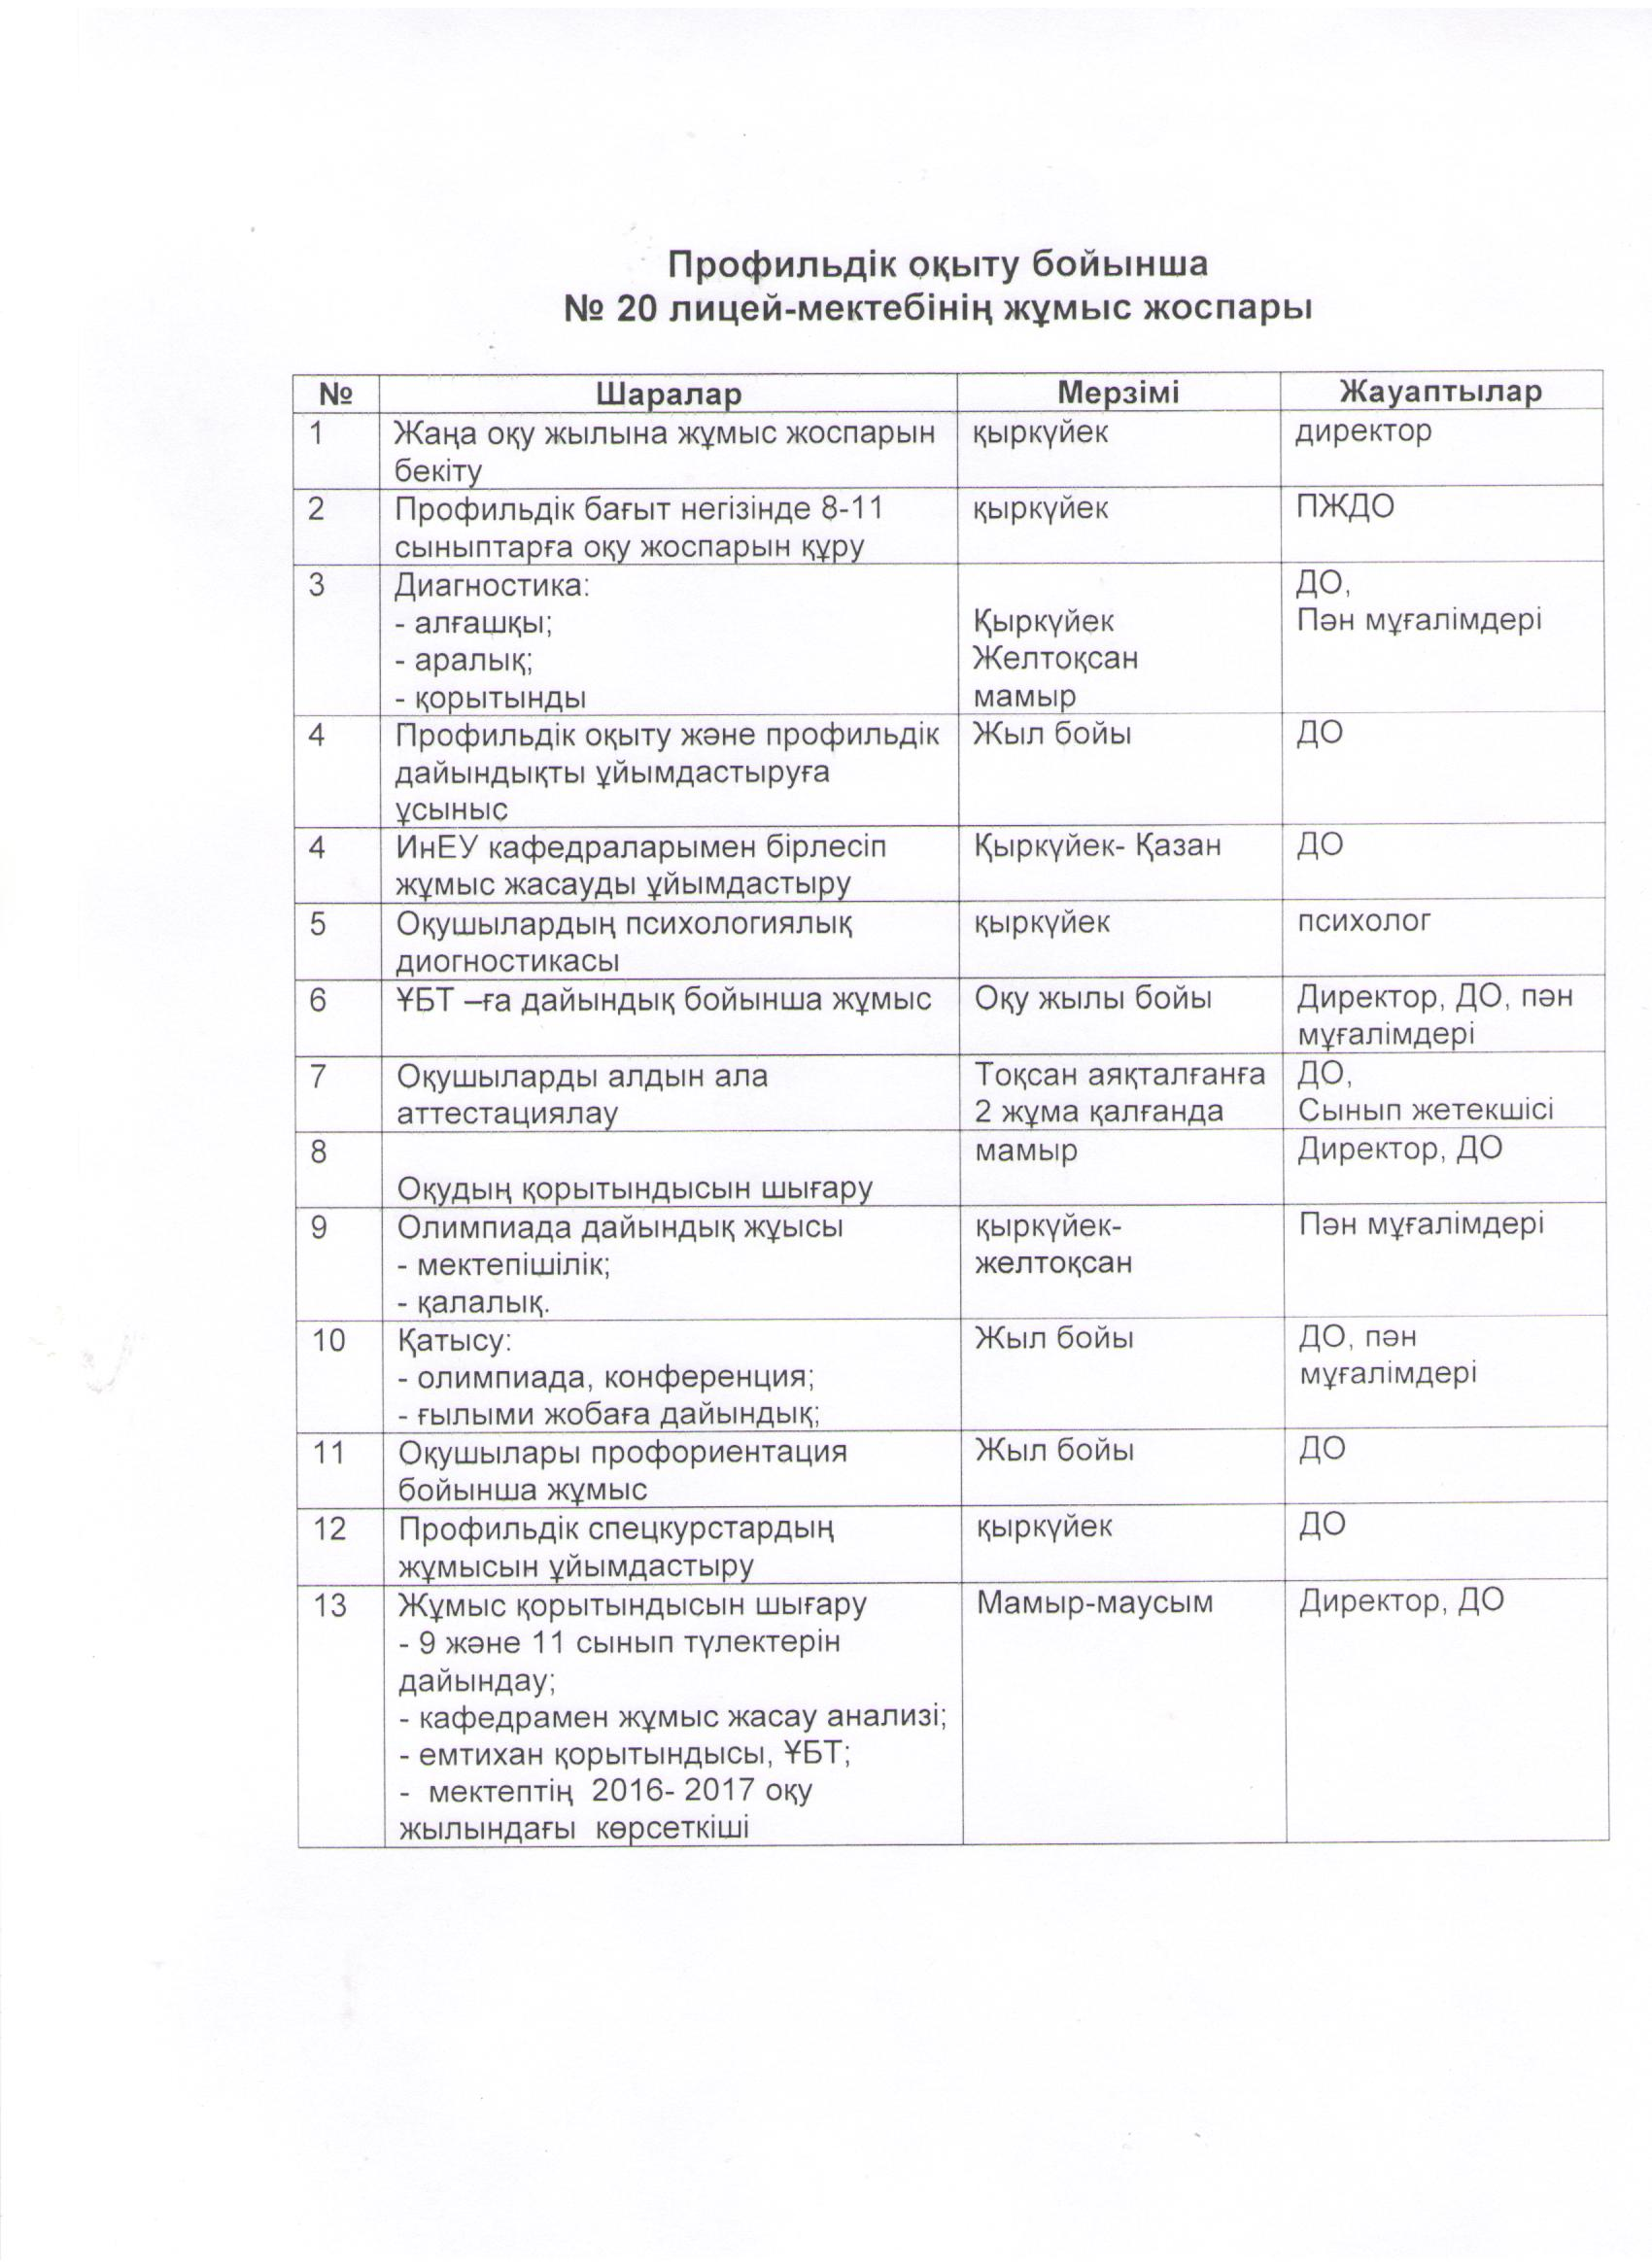 Профильдік оқыту бойынша
№ 20 лицей-мектебінің жұмыс жоспары
№ Шаралар Мерзімі Жауаптылар
1 Жаңа оқу жылына жұмыс жоспарын қыркүйек директор
бекіту
2 Профильдік бағыт негізінде 8-11 қыркүйек ПЖДО
сыныптарға оқу жоспарын құру
3 Диагностика: ДО,
- алғашқы; Қыркүйек Пән мұғалімдері
- аралық; Желтоқсан
- қорытынды мамыр
4 Профильдік оқыту және профильдік Жыл бойы ДО
дайындықты ұйымдастыруға
ұсыныс
4 ИнЕУ кафедраларымен бірлесіп Қыркүйек- Қазан ДО
жұмыс жасауды ұйымдастыру
5 Оқушылардың психологиялық қыркүйек психолог
диогностикасы
6 ҰБТ –ға дайындық бойынша жұмыс Оқу жылы бойы Директор, ДО, пән
мұғалімдері
7 Оқушыларды алдын ала Тоқсан аяқталғанға ДО,
аттестациялау 2 жұма қалғанда Сынып жетекшісі
8 мамыр Директор, ДО
Оқудың қорытындысын шығару
9 Олимпиада дайындық жұысы қыркүйек- Пән мұғалімдері
- мектепішілік; желтоқсан
- қалалық.
10 Қатысу: Жыл бойы ДО, пән
- олимпиада, конференция; мұғалімдері
- ғылыми жобаға дайындық;
11 Оқушылары профориентация Жыл бойы ДО
бойынша жұмыс
12 Профильдік спецкурстардың қыркүйек ДО
жұмысын ұйымдастыру
13 Жұмыс қорытындысын шығару Мамыр-маусым Директор, ДО
- 9 және 11 сынып түлектерін
дайындау;
- кафедрамен жұмыс жасау анализі;
- емтихан қорытындысы, ҰБТ;
- мектептің 2016- 2017 оқу
жылындағы көрсеткіші